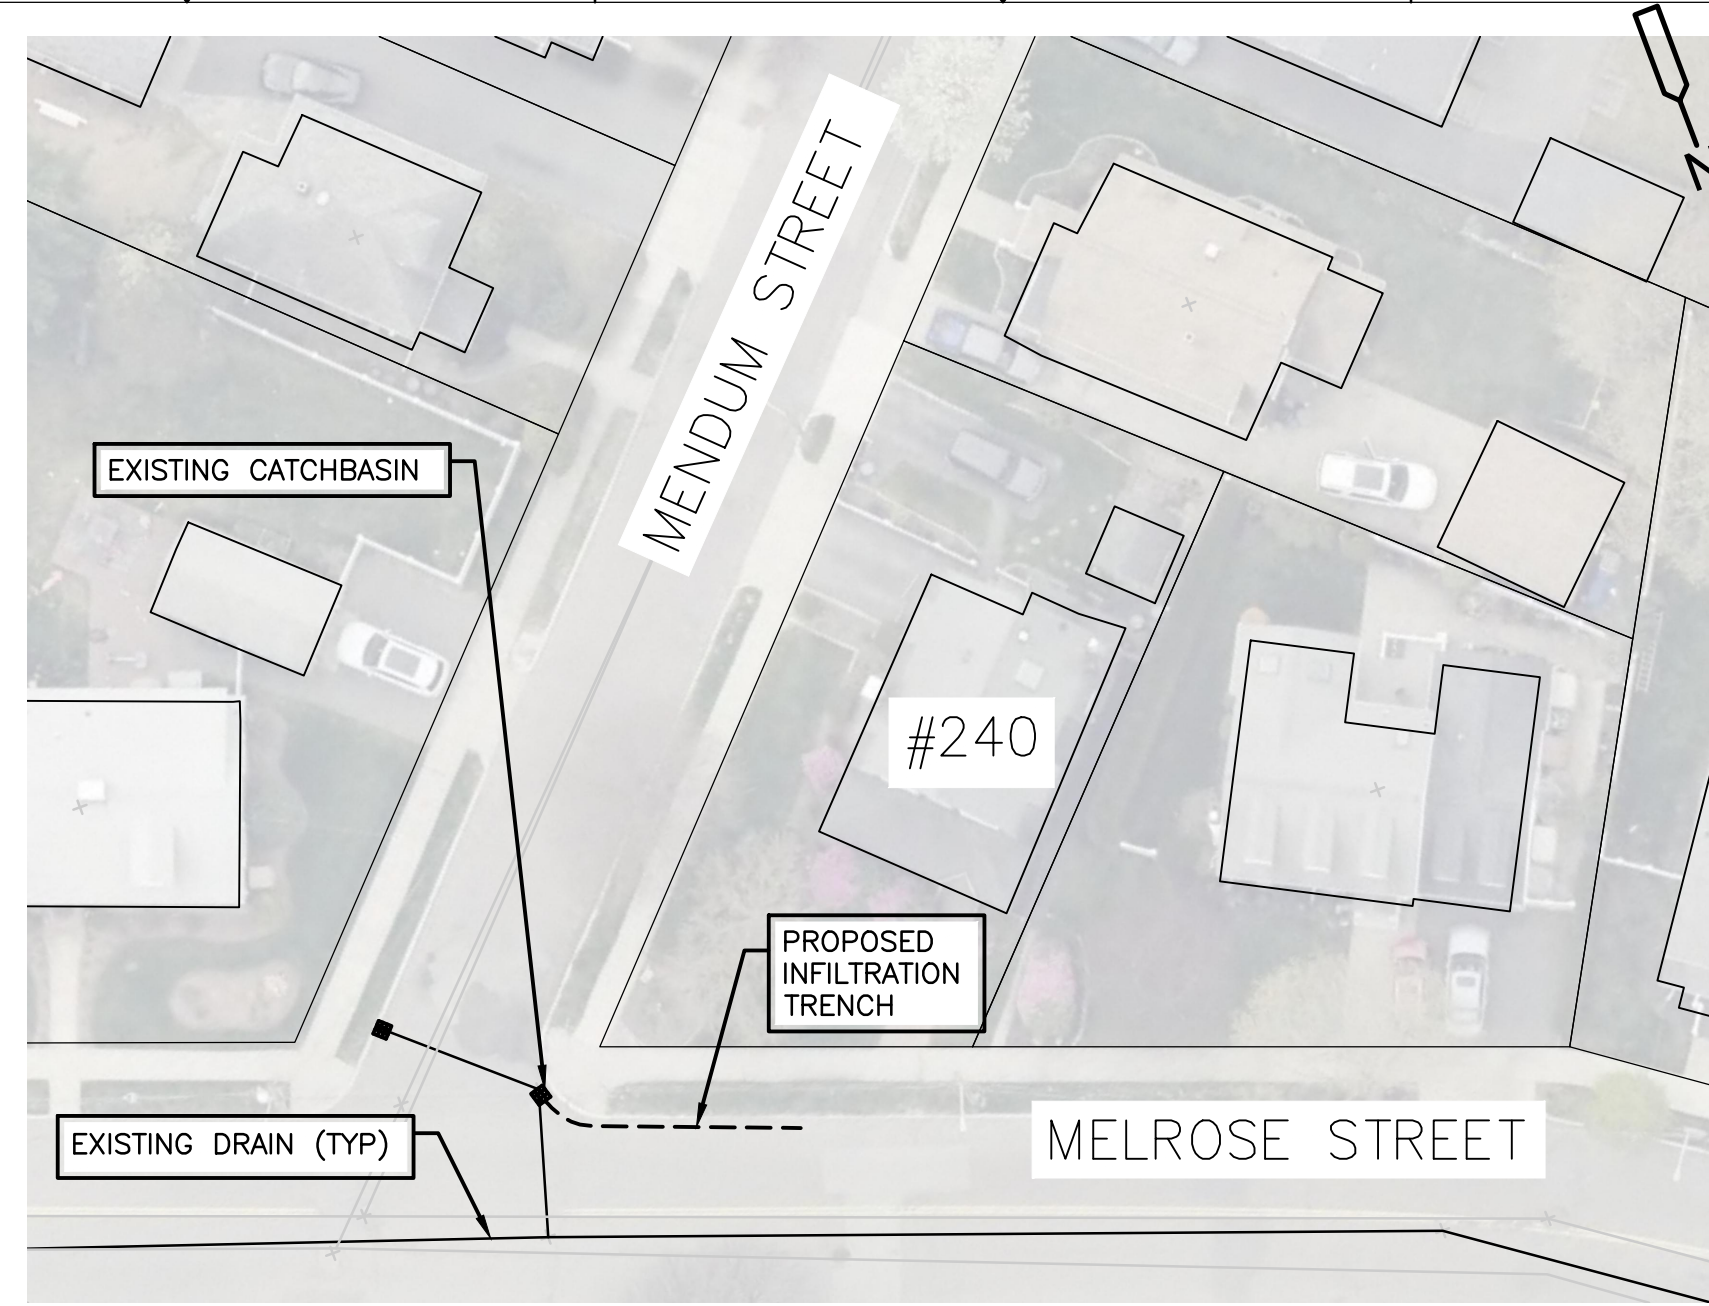 N
MENDUM STREET
EXISTING CATCHBASIN
#240
PROPOSED
INFILTRATION
TRENCH
EXISTING DRAIN (TYP)
MELROSE STREET